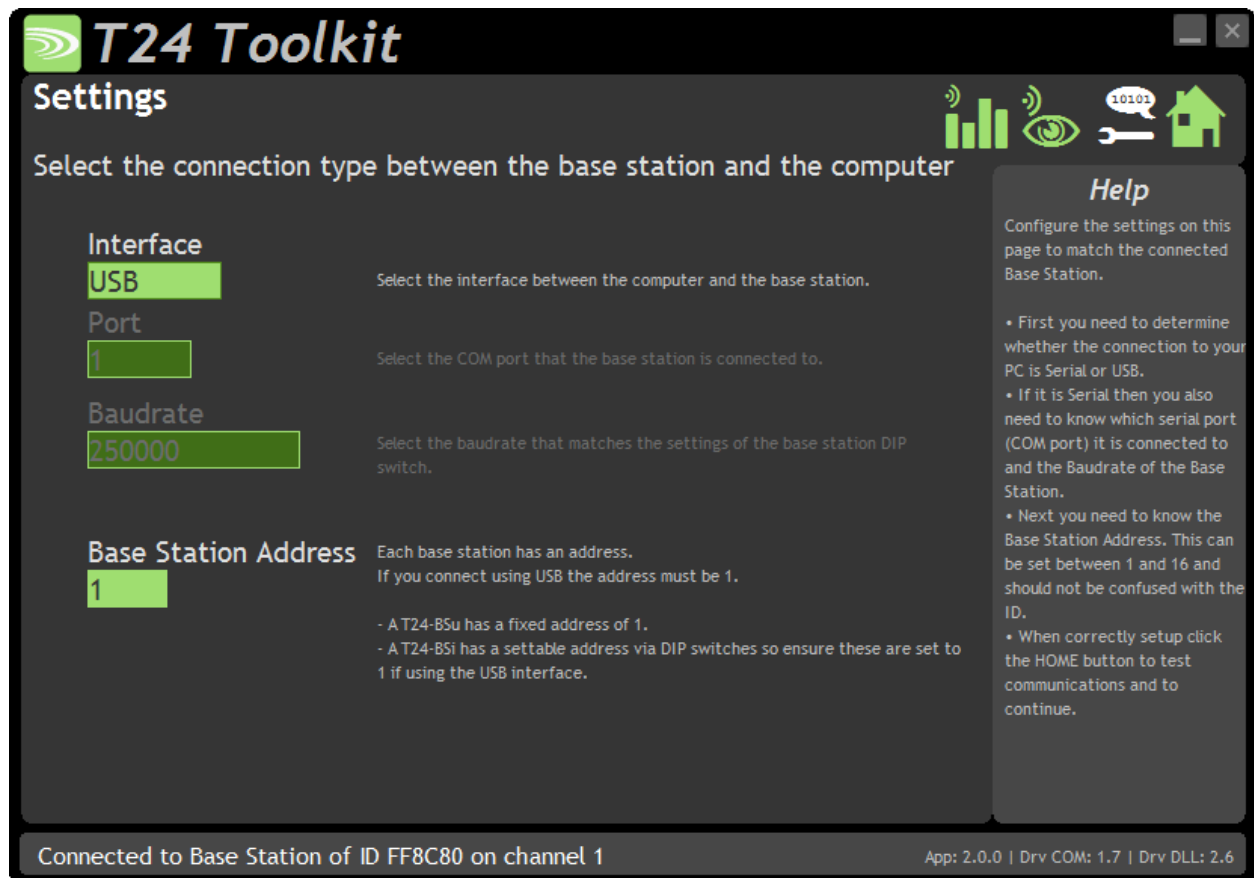 T24 Toolkit
Settings
10101
Select the connection type between the base station and the computer
Interface
USB
Select the interface between the computer and the base station.
Port
1
Select the COM port that the base station is connected to.
Baudrate
250000
Select the baudrate that matches the settings of the base station DIP
switch.
Base Station Address
1
Each base station has an address.
If you connect using USB the address must be 1.
- A T24-BSu has a fixed address of 1.
- A T24-BSi has a settable address via DIP switches so ensure these are set to
1 if using the USB interface.
Help
Configure the settings on this
page to match the connected
Base Station.
• First you need to determine
whether the connection to your
PC is Serial or USB.
• If it is Serial then you also
need to know which serial port
(COM port) it is connected to
and the Baudrate of the Base
Station.
• Next you need to know the
Base Station Address. This can
be set between 1 and 16 and
should not be confused with the
ID.
• When correctly setup click
the HOME button to test
communications and to
continue.
Connected to Base Station of ID FF8C80 on channel 1
App: 2.0.0 | Drv COM: 1.7 | Drv DLL: 2.6